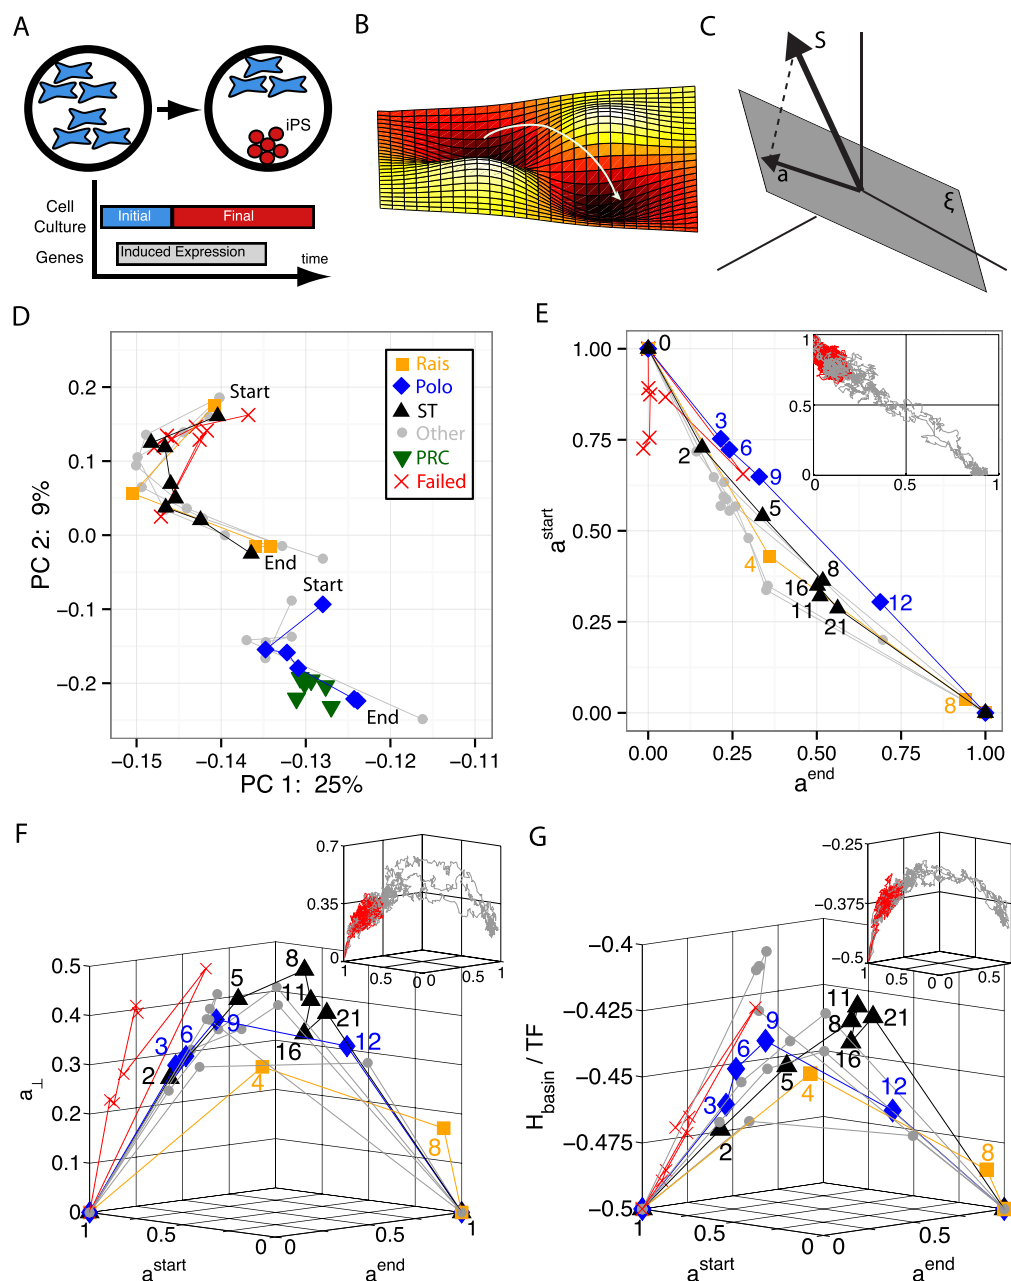 A
iPS
Cell
Culture
Initial
Final
Genes
Induced Expression
time
B
C
S
a
ξ
D
0.2
0.1
0.0
−0.1
−0.2
PC 2: 9%
−0.15
−0.14
−0.13
−0.12
−0.11
PC 1: 25%
Start
End
Start
End
Rais
Polo
ST
Other
PRC
Failed
E
1.00
0.75
0.50
0.25
0.00
a^start
0.00
0.25
0.50
0.75
1.00
a^end
0
3
6
2
9
5
4
8
16
11
21
12
8
1
0.5
0
0
0.5
1
F
0.5
0.4
0.3
0.2
0.1
0
a⊥
1
0.5
0
0
0.5
1
a^start
a^end
8
5
11
21
9
6
3
2
16
12
4
8
0.7
0.35
0
1
0.5
0
0
0.5
G
−0.4
−0.425
−0.45
−0.475
−0.5
H_basin / TF
1
0.5
0
0
0.5
a^start
a^end
11
8
21
9
16
6
5
4
3
2
12
8
−0.25
−0.375
−0.5
1
0.5
0
0
0.5